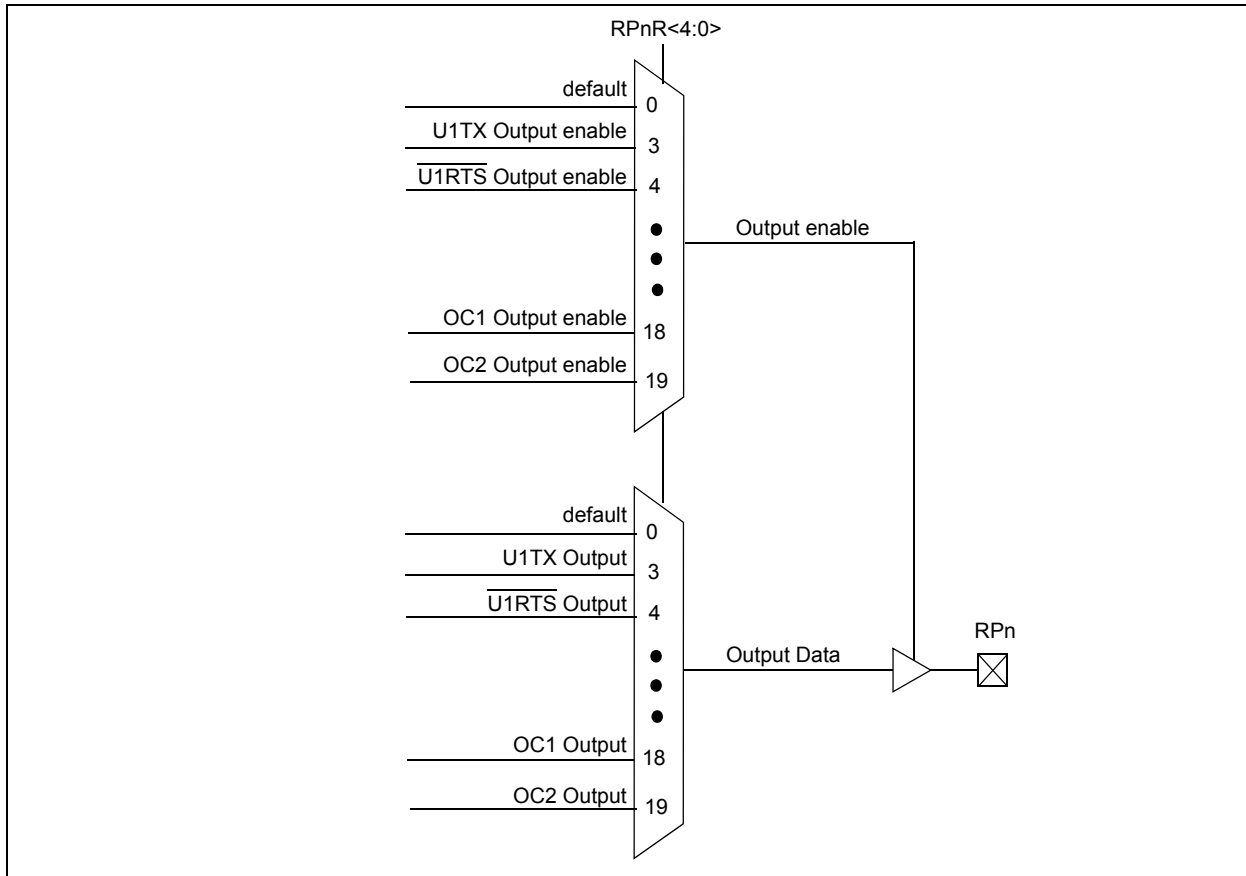 RPnR<4:0>
default
0
U1TX Output enable
3
U1RTS Output enable
4
Output enable
OC1 Output enable
18
OC2 Output enable
19
default
0
U1TX Output
3
U1RTS Output
4
Output Data
RPn
OC1 Output
18
OC2 Output
19